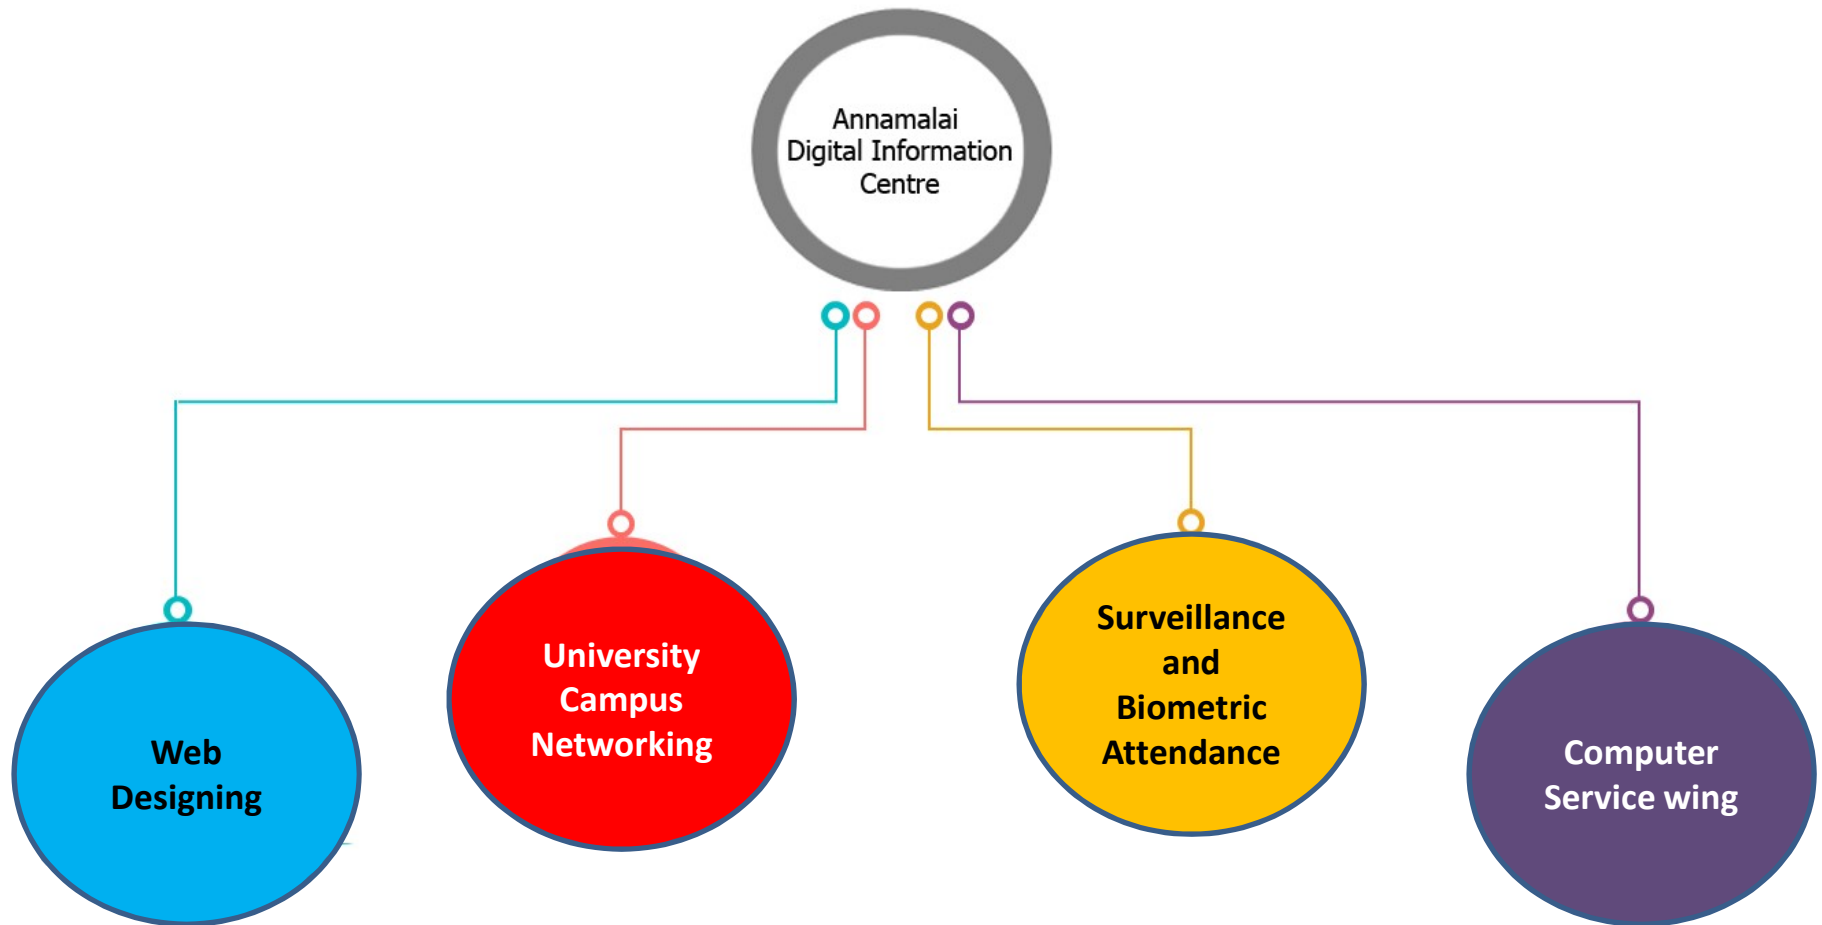 Annamalai
Digital Information
Centre
Web
Designing
University
Campus
Networking
Surveillance
and
Biometric
Attendance
Computer
Service wing